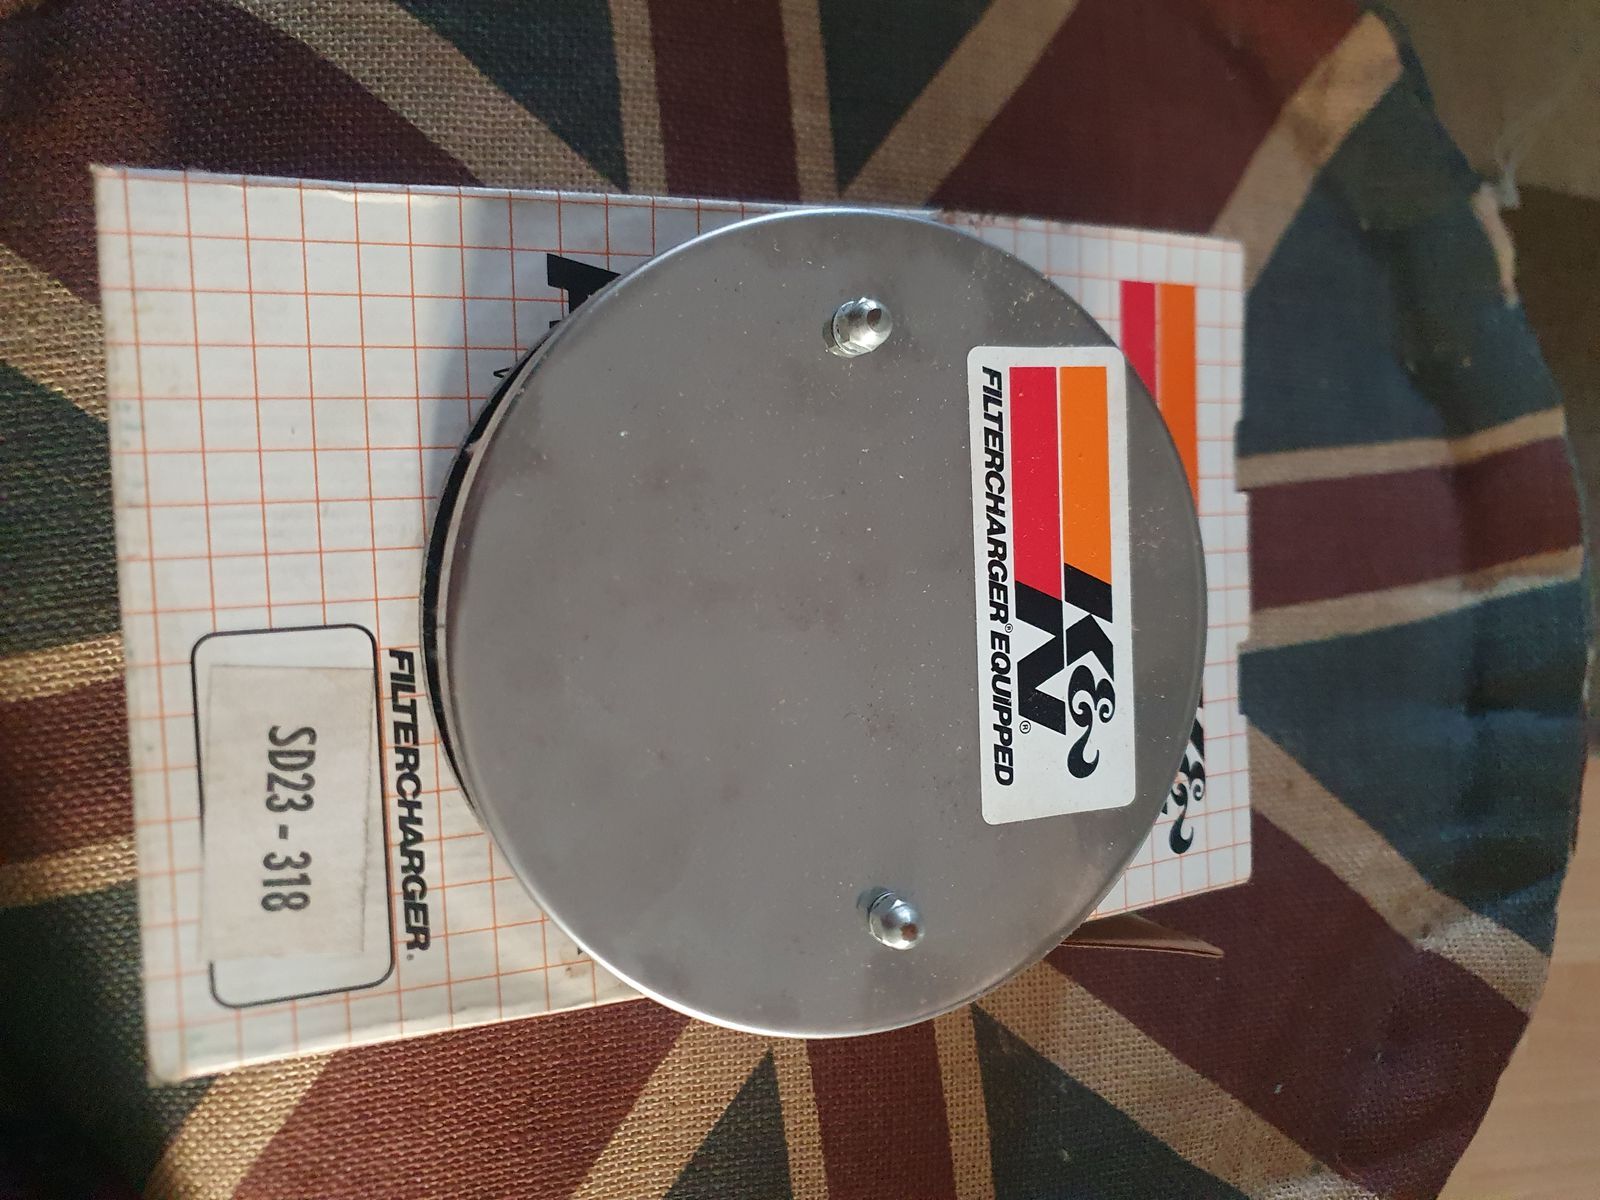 K&N®
FILTERCHARGER® EQUIPPED
K&
FILTERCHARGER®
SD23-318